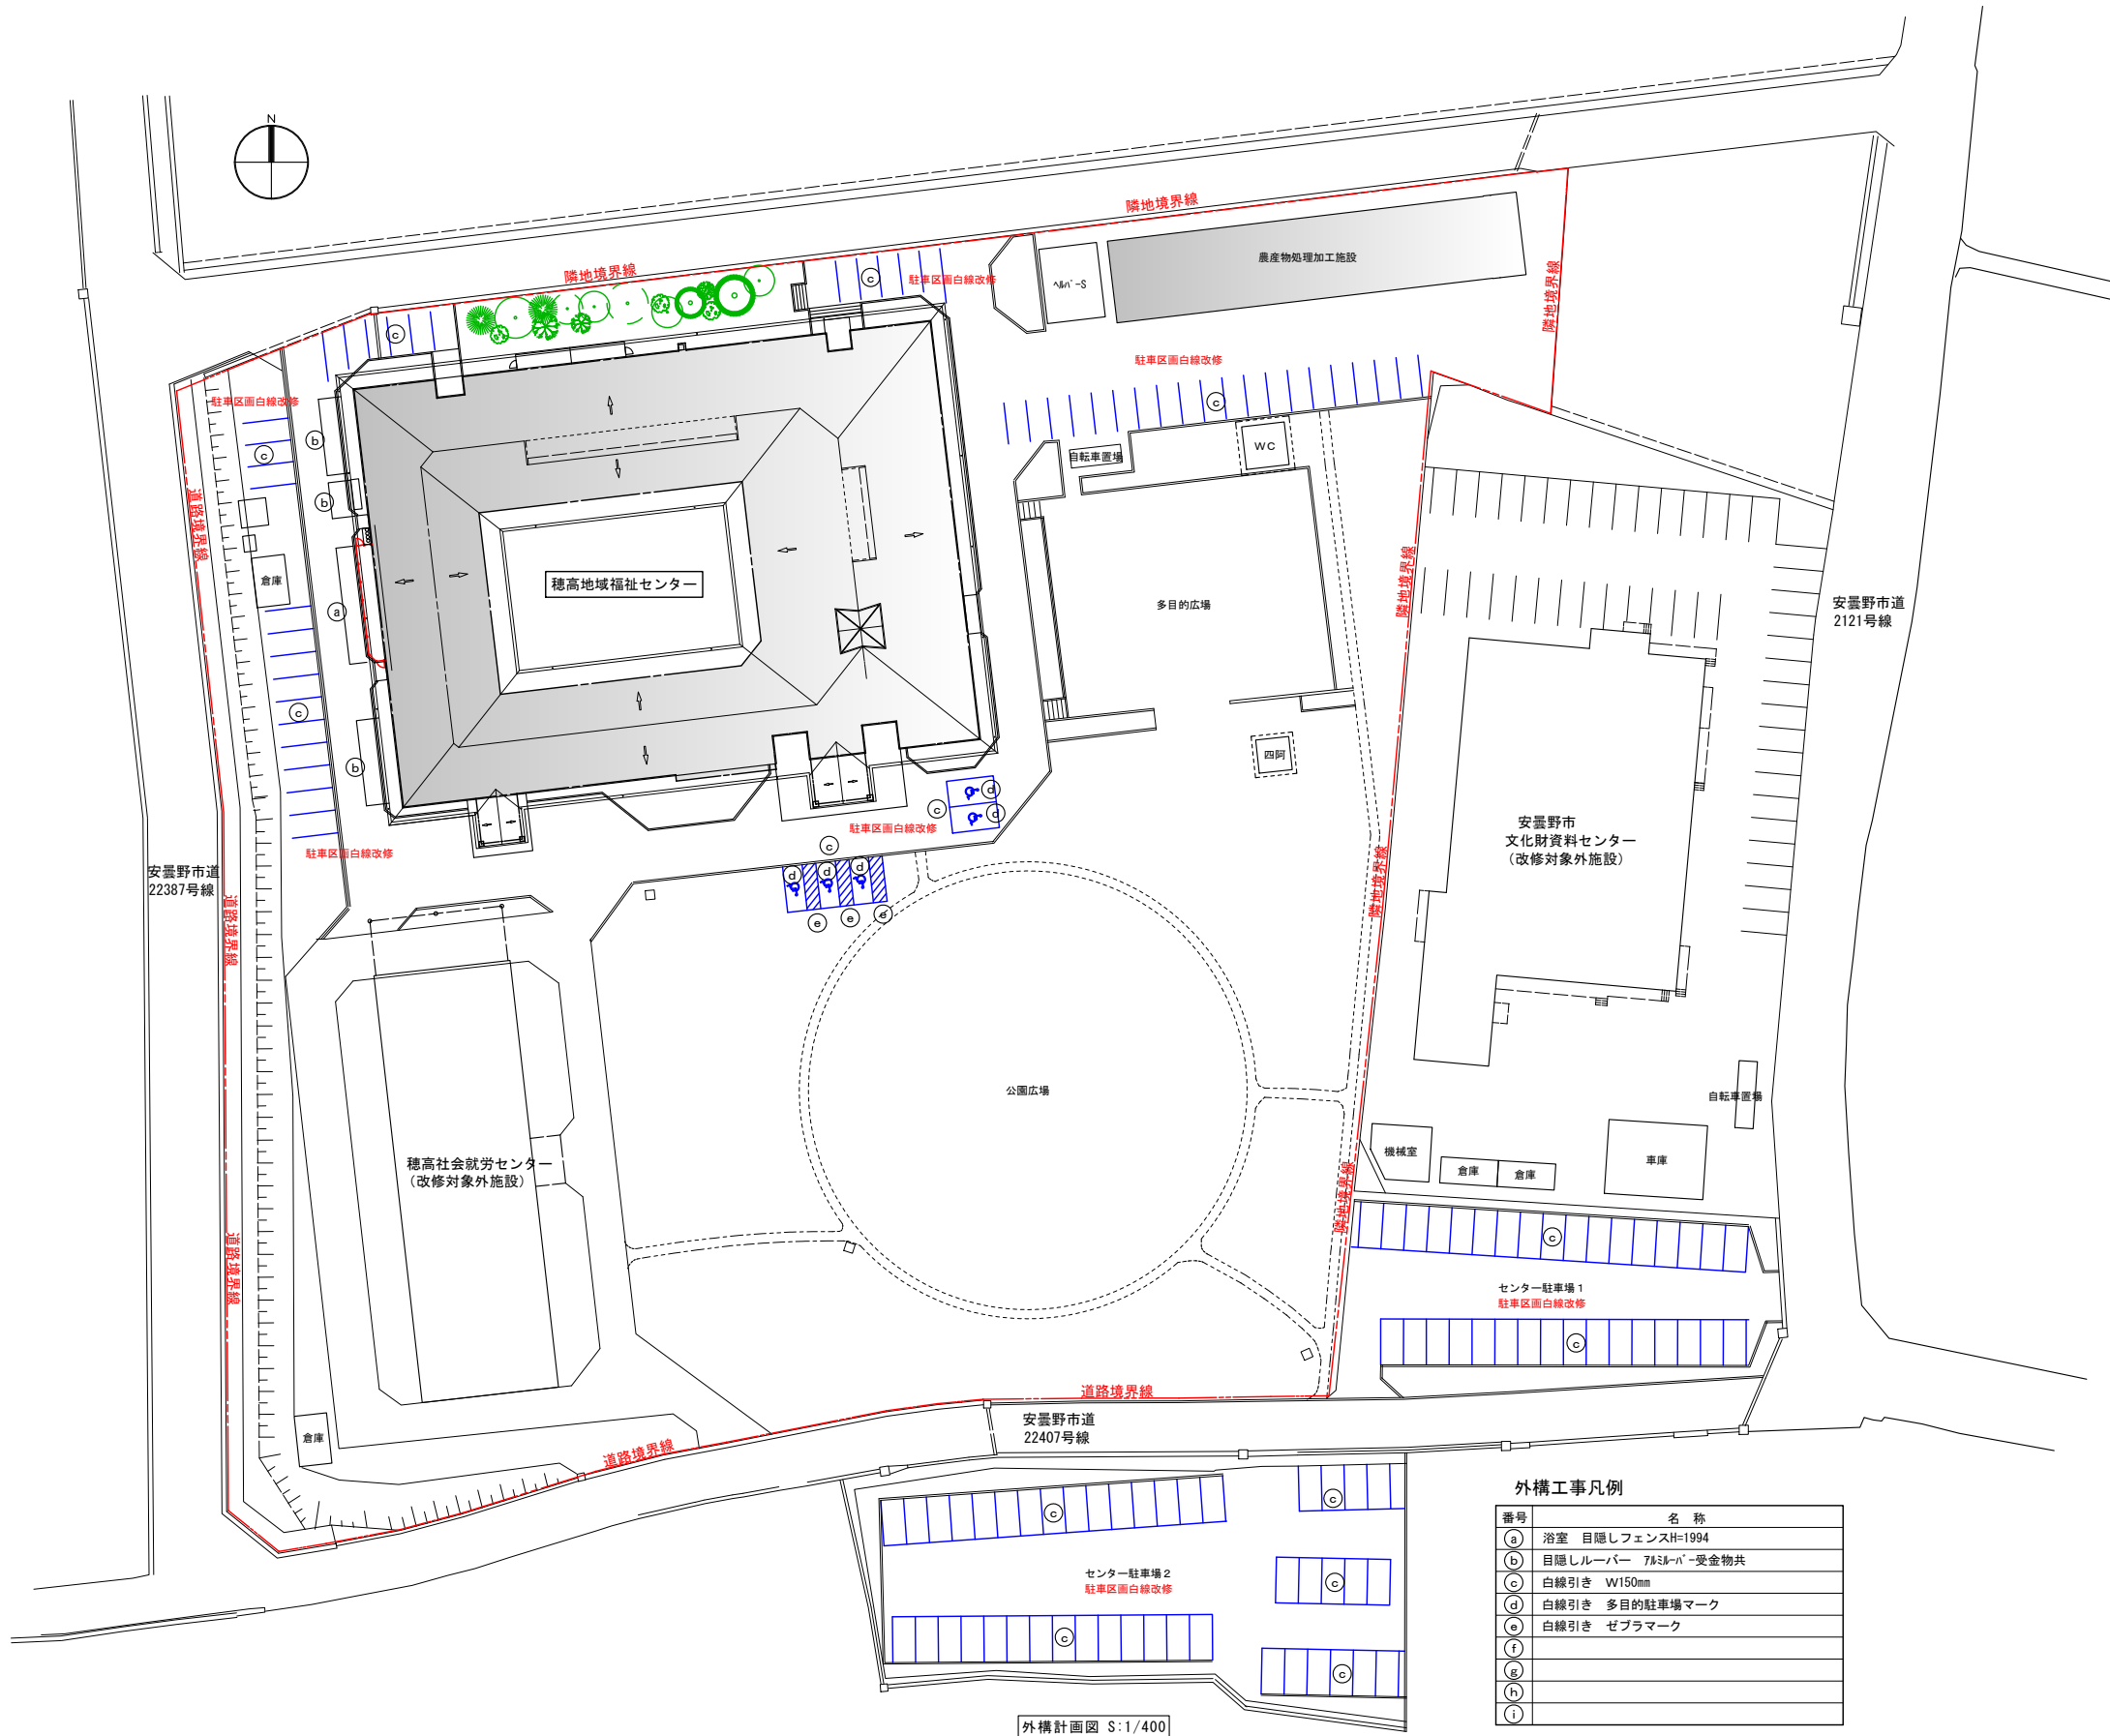 N
隣地境界線
隣地境界線
農産物処理加工施設
ﾍﾙﾊﾟｰS
隣地境界線
c
駐車区画白線改修
c
駐車区画白線改修
c
駐車区画白線改修
b
c
b
道路境界線
倉庫
a
c
b
穂高地域福祉センター
自転車置場
WC
多目的広場
四阿
隣地境界線
安曇野市道
2121号線
安曇野市
文化財資料センター
(改修対象外施設)
隣地境界線
駐車区画白線改修
c
d
d
駐車区画白線改修
c
d
d
d
e
e
e
安曇野市道
22387号線
道路境界線
公園広場
穂高社会就労センター
(改修対象外施設)
道路境界線
倉庫
自転車置場
機械室
倉庫
倉庫
車庫
隣地境界線
c
センター駐車場1
駐車区画白線改修
c
道路境界線
安曇野市道
22407号線
道路境界線
c
c
センター駐車場2
駐車区画白線改修
c
c
c
外構工事凡例
番号 名 称
a 浴室 目隠しフェンスH=1994
b 目隠しルーバー ｱﾙﾐﾙｰﾊﾞｰ受金物共
c 白線引き W150mm
d 白線引き 多目的駐車場マーク
e 白線引き ゼブラマーク
f
g
h
i
外構計画図 S:1/400